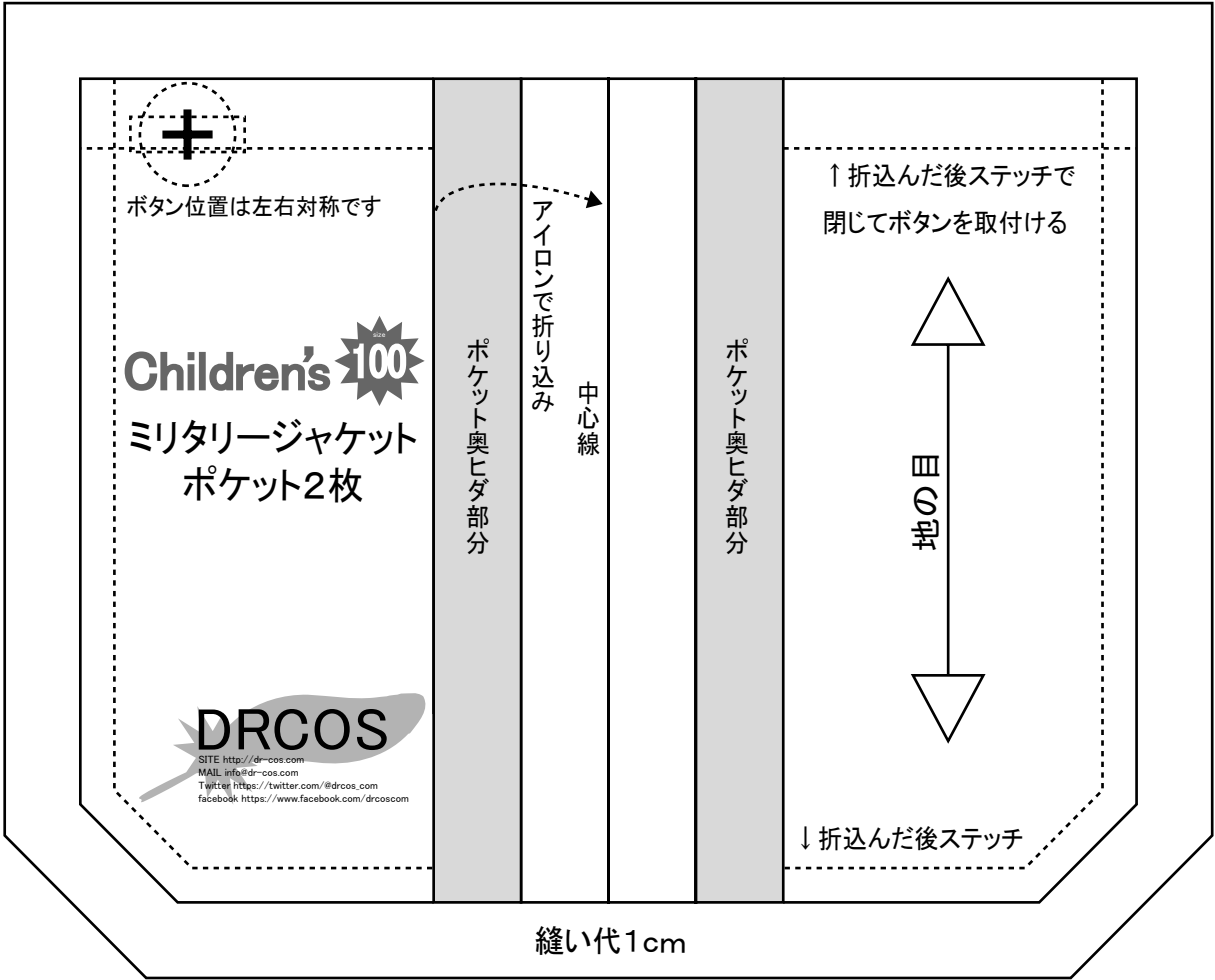 ボタン位置は左右対称です
Children's
size
100
ミリタリージャケット
ポケット2枚
DRCOS
SITE http://dr-cos.com
MAIL info@dr-cos.com
Twitter https://twitter.com/@drcos_com
facebook https://www.facebook.com/drcoscom
ポケット奥ヒダ部分
アイロンで折り込み
中心線
ポケット奥ヒダ部分
↑折込んだ後ステッチで
閉じてボタンを取付ける
地の目
↓折込んだ後ステッチ
縫い代1cm